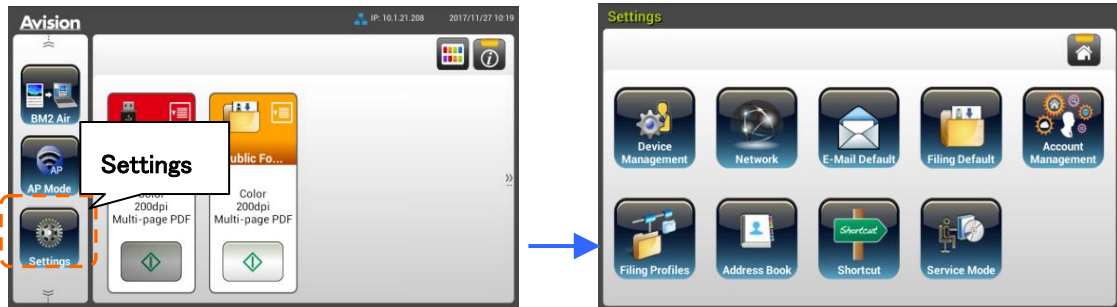 Avision
IP: 10.1.21.208
2017/11/27 10:19
BM2 Air
AP
AP Mode
Settings
Settings
ublic Fo...
Color
200dpi
Multi-page PDF
Color
200dpi
Multi-page PDF
Settings
Device
Management
Network
E-Mail Default
Filing Default
Account
Management
Filing Profiles
Address Book
Shortcut
Shortcut
Service Mode